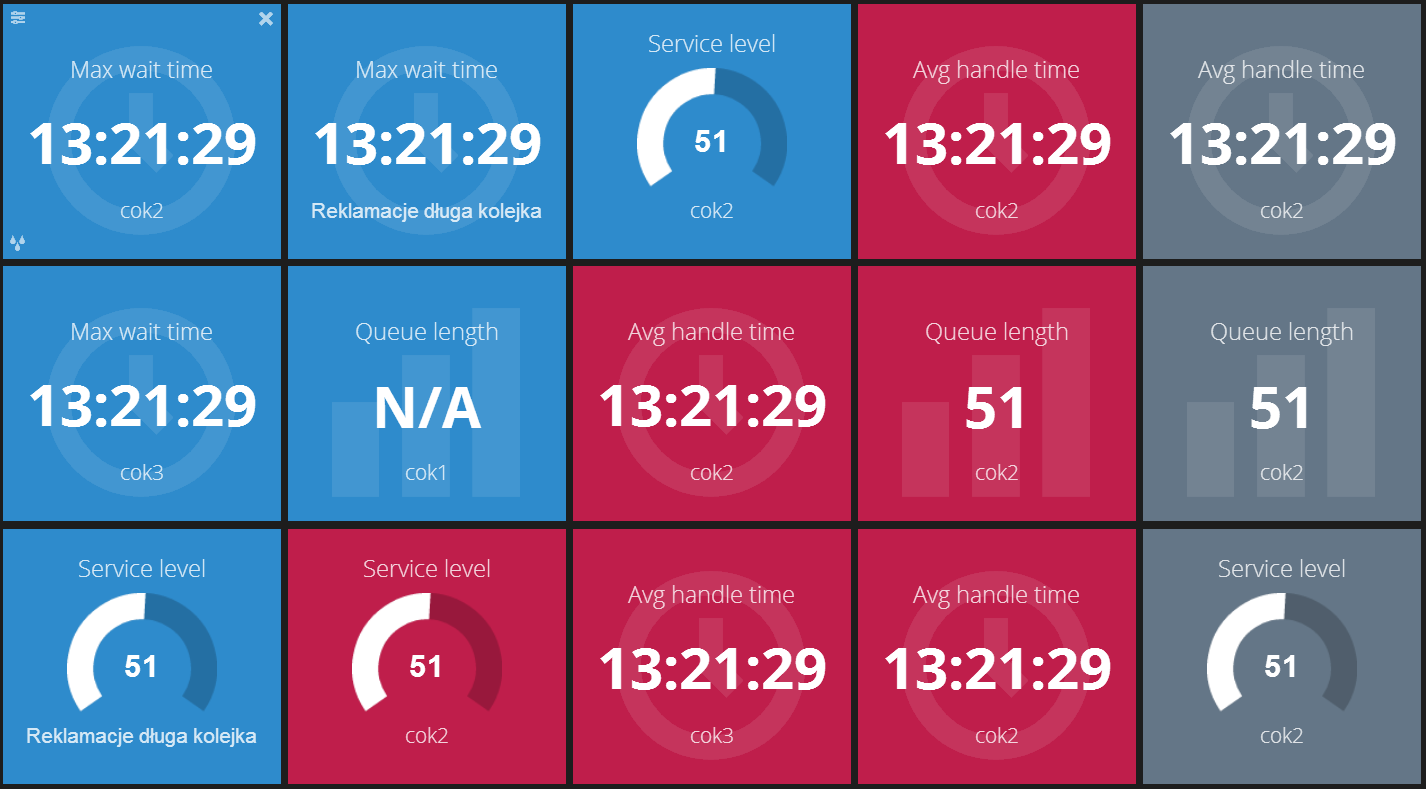 Max wait time
13:21:29
cok2
Max wait time
13:21:29
Reklamacje długa kolejka
Service level
51
cok2
Avg handle time
13:21:29
cok2
Avg handle time
13:21:29
cok2
Max wait time
13:21:29
cok3
Queue length
N/A
cok1
Avg handle time
13:21:29
cok2
Queue length
51
cok2
Queue length
51
cok2
Service level
51
Reklamacje długa kolejka
Service level
51
cok2
Avg handle time
13:21:29
cok3
Avg handle time
13:21:29
cok2
Service level
51
cok2